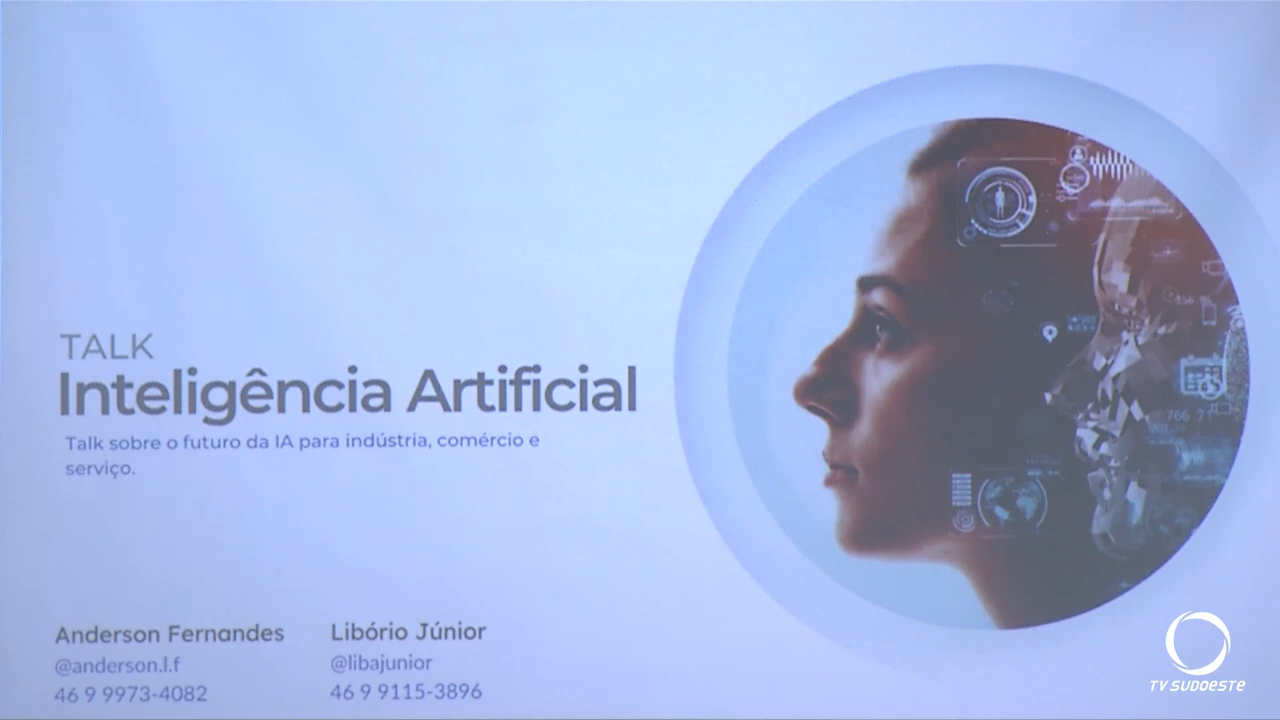 TALK
Inteligência Artificial
Talk sobre o futuro da IA para indústria, comércio e
serviço.
Anderson Fernandes
@anderson.l.f
46 9 9973-4082
Libório Júnior
@libajunior
46 9 9115-3896
TV SUDOESTE